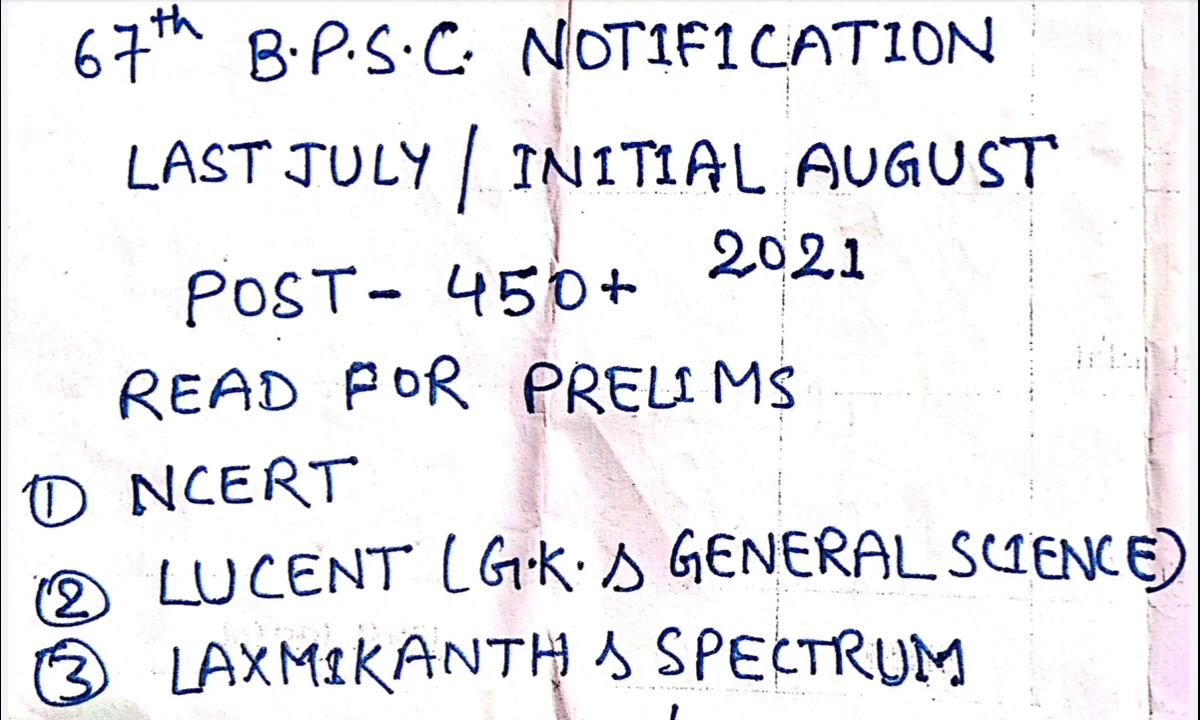 67th B.P.S.C. NOTIFICATION
LAST JULY / INITIAL AUGUST
2021
POST - 450+
READ FOR PRELIMS
① NCERT
② LUCENT (G.K. & GENERAL SCIENCE)
③ LAXMIKANTH & SPECTRUM